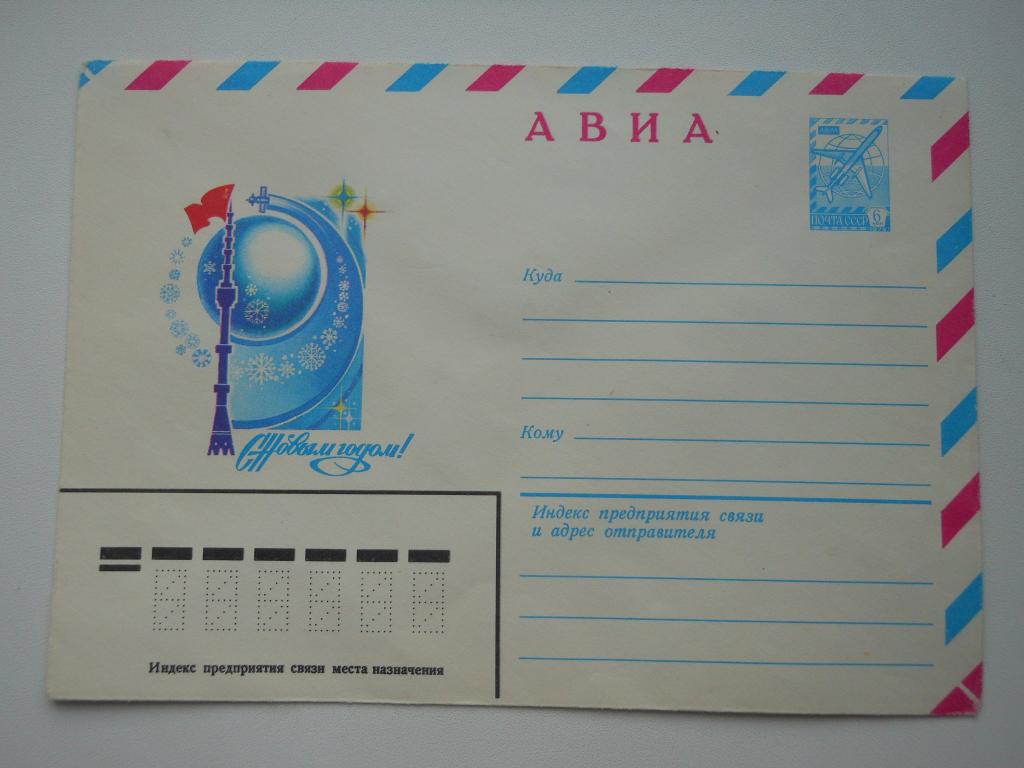 АВИА
АВИА
ПОЧТА СССР 6
Куда
С Новым годом!
Кому
Индекс предприятия связи
и адрес отправителя
Индекс предприятия связи места назначения